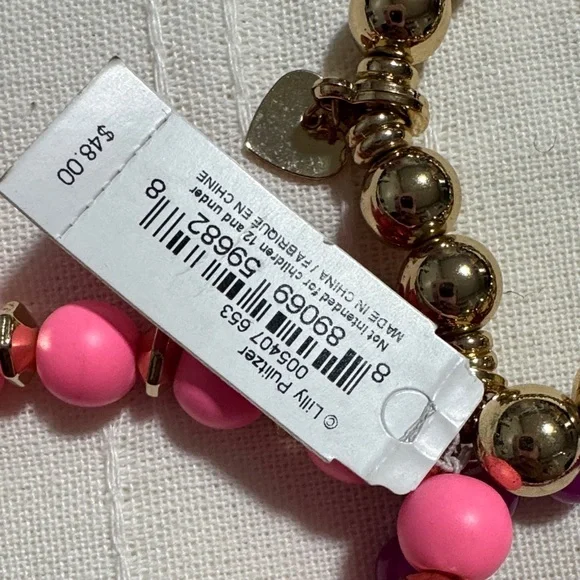 © Lilly Pulitzer
005407 653
8 89069 59682 8
Not intended for children 12 and under
MADE IN CHINA / FABRIQUÉ EN CHINE
$48.00